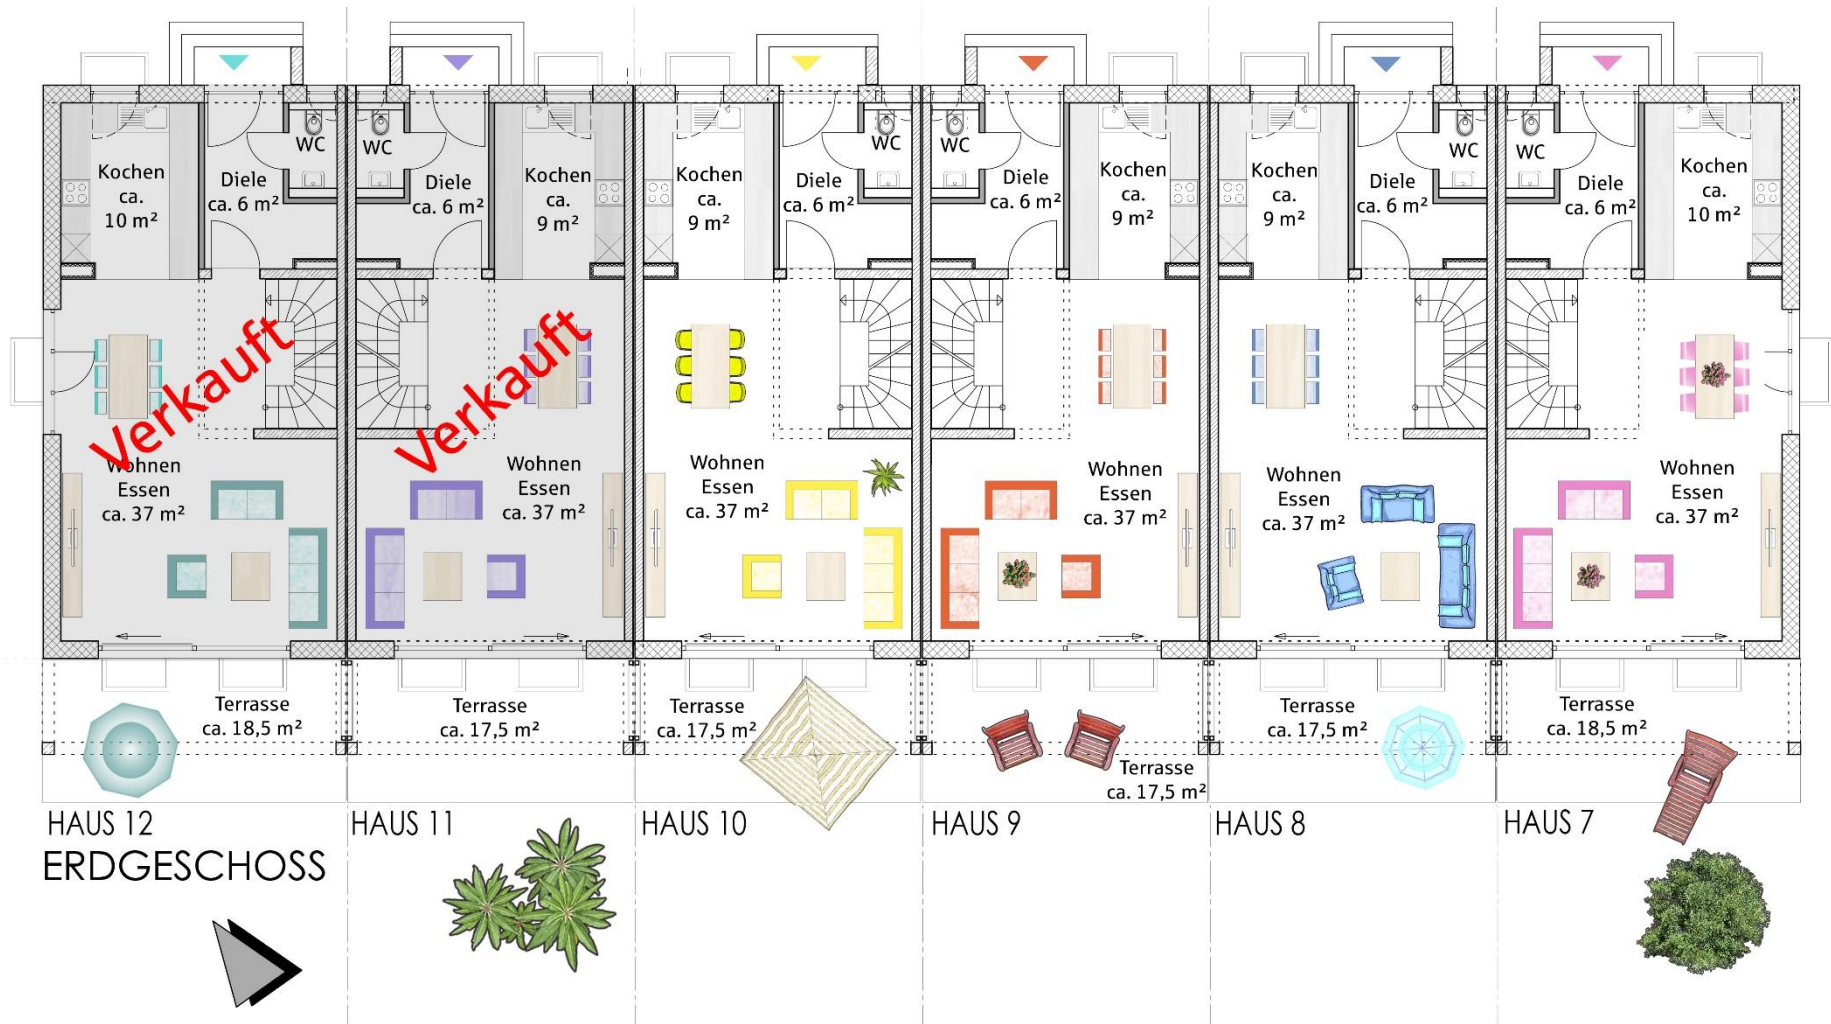 WC
WC
WC
WC
WC
WC
Kochen
ca.
10 m²
Diele
ca. 6 m²
Diele
ca. 6 m²
Kochen
ca.
9 m²
Kochen
ca.
9 m²
Diele
ca. 6 m²
Diele
ca. 6 m²
Kochen
ca.
9 m²
Kochen
ca.
9 m²
Diele
ca. 6 m²
Diele
ca. 6 m²
Kochen
ca.
10 m²
Verkauft
Verkauft
Wohnen
Essen
ca. 37 m²
Wohnen
Essen
ca. 37 m²
Wohnen
Essen
ca. 37 m²
Wohnen
Essen
ca. 37 m²
Wohnen
Essen
ca. 37 m²
Wohnen
Essen
ca. 37 m²
Terrasse
ca. 18,5 m²
Terrasse
ca. 17,5 m²
Terrasse
ca. 17,5 m²
Terrasse
ca. 17,5 m²
Terrasse
ca. 17,5 m²
Terrasse
ca. 18,5 m²
HAUS 12
HAUS 11
HAUS 10
HAUS 9
HAUS 8
HAUS 7
ERDGESCHOSS